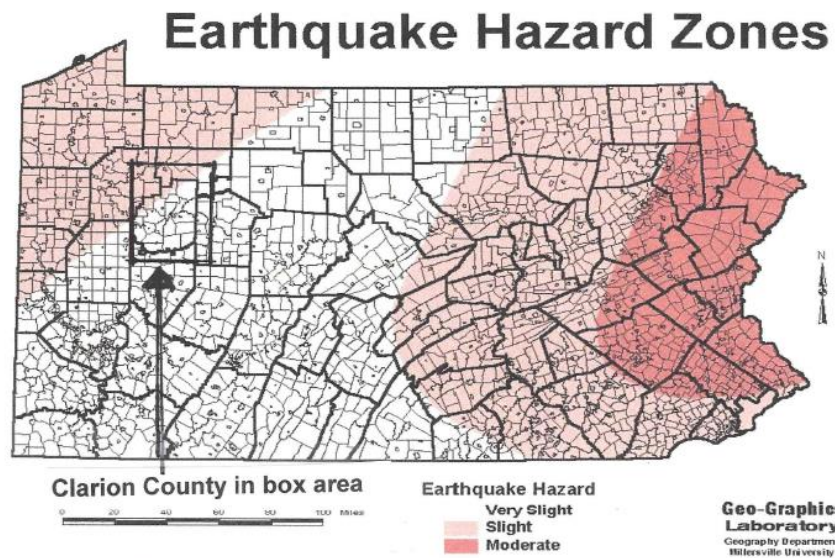 Earthquake Hazard Zones
N
Clarion County in box area
0 20 40 60 80 100 Miles
Earthquake Hazard
Very Slight
Slight
Moderate
Geo-Graphic
Laboratory
Geography Departmen
Millersville University